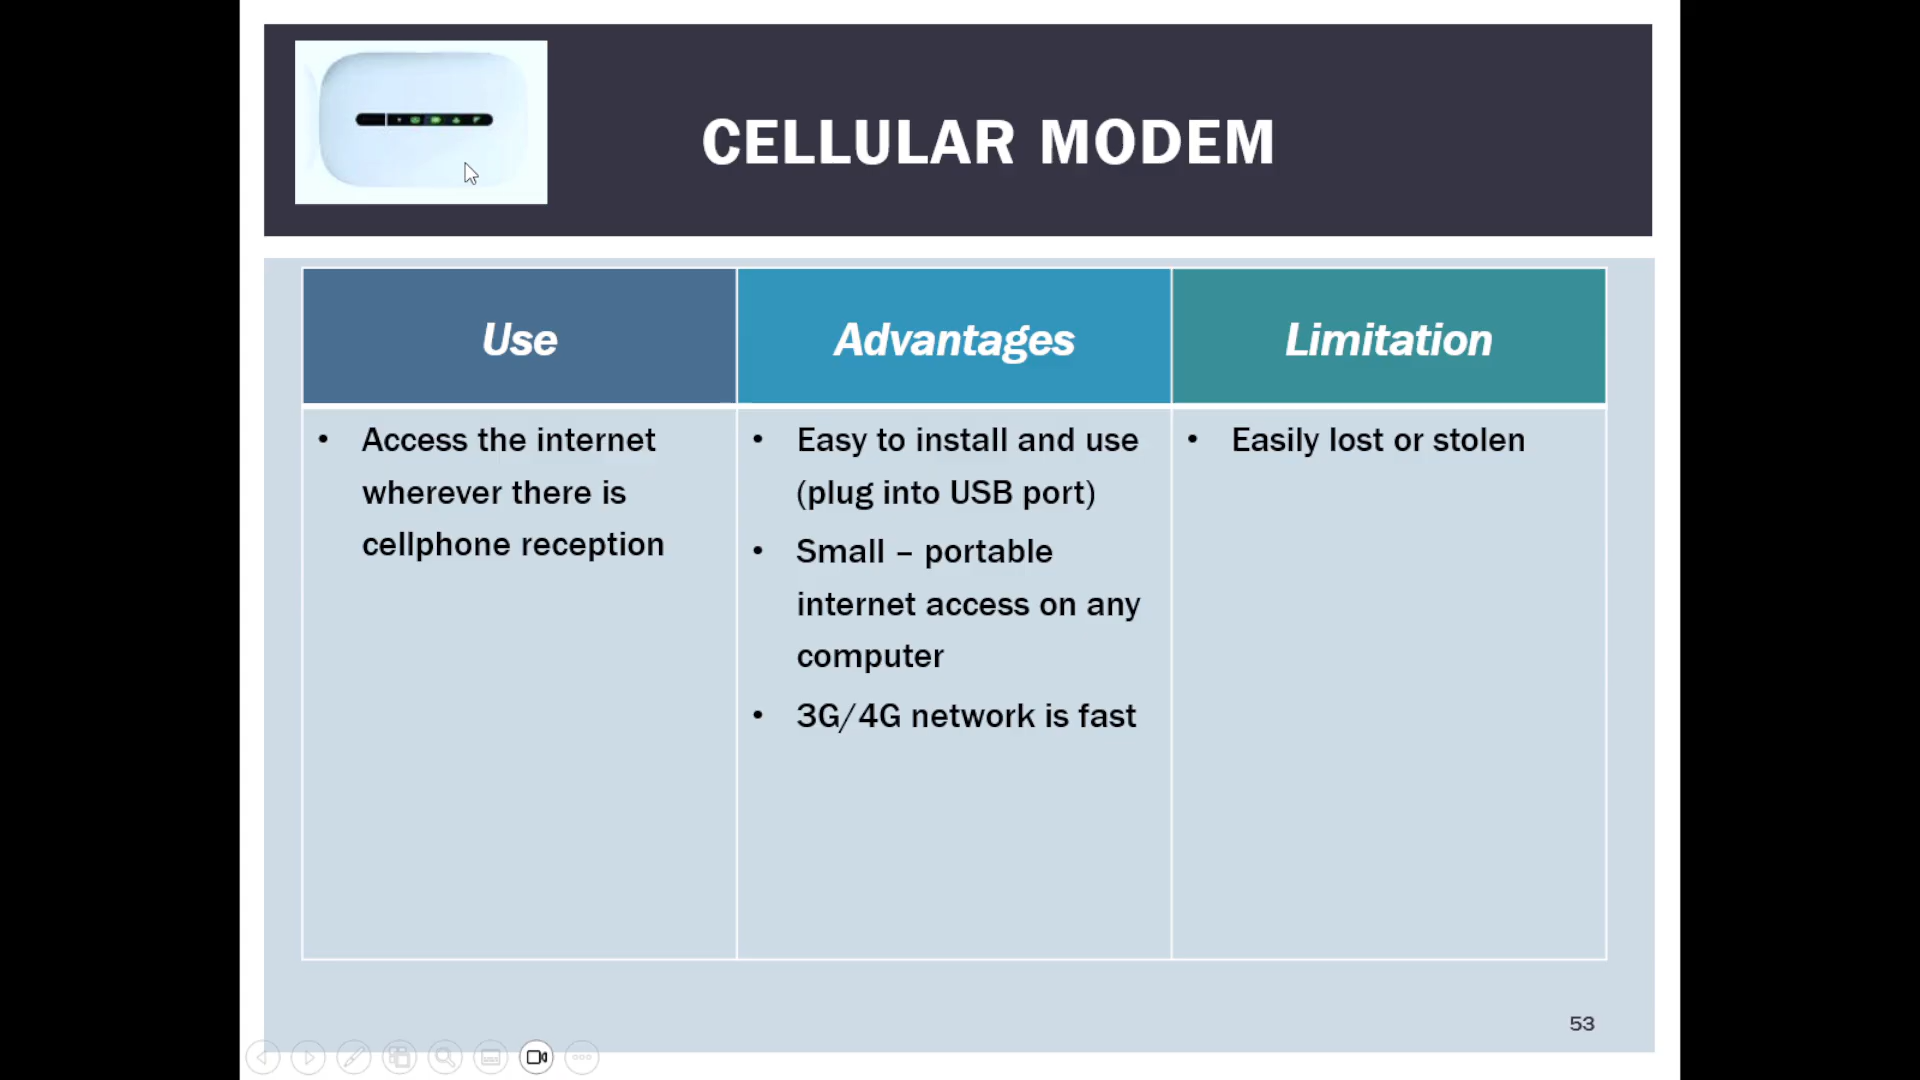 CELLULAR MODEM
Use
Advantages
Limitation
• Access the internet
wherever there is
cellphone reception
• Easy to install and use
(plug into USB port)
• Small – portable
internet access on any
computer
• 3G/4G network is fast
• Easily lost or stolen
53